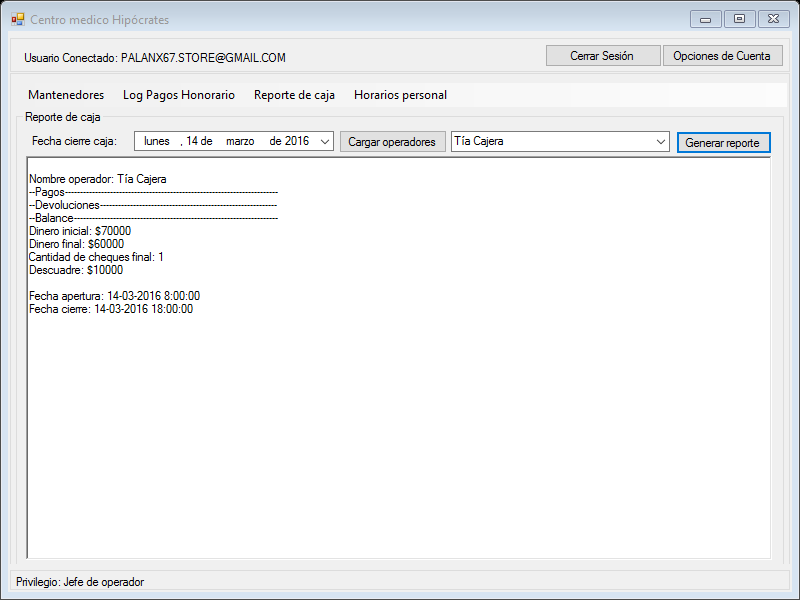 Centro medico Hipócrates
Usuario Conectado: PALANX67.STORE@GMAIL.COM
Cerrar Sesión
Opciones de Cuenta
Mantenedores Log Pagos Honorario Reporte de caja Horarios personal
Reporte de caja
Fecha cierre caja: lunes , 14 de marzo de 2016 Cargar operadores Tía Cajera Generar reporte
Nombre operador: Tía Cajera
--Pagos-----------------------------------------------------------------------
--Devoluciones-----------------------------------------------------------
--Balance--------------------------------------------------------------------
Dinero inicial: $70000
Dinero final: $60000
Cantidad de cheques final: 1
Descuadre: $10000
Fecha apertura: 14-03-2016 8:00:00
Fecha cierre: 14-03-2016 18:00:00
Privilegio: Jefe de operador